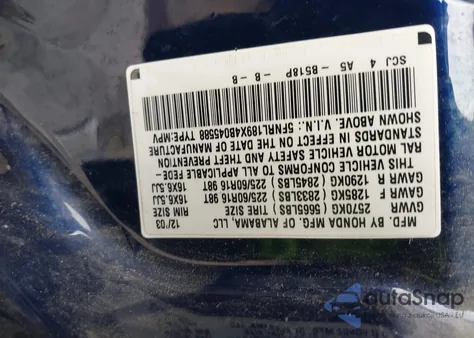 MFD. BY HONDA MFG. OF ALABAMA, LLC 12/03
GVWR 2570KG (5665LBS) TIRE SIZE RIM SIZE
GAWR F 1285KG (2833LBS) 225/60R16 98T 16X6.5JJ
GAWR R 1290KG (2845LBS) 225/60R16 98T 16X6.5JJ
THIS VEHICLE CONFORMS TO ALL APPLICABLE FEDE-
RAL MOTOR VEHICLE SAFETY AND THEFT PREVENTION
STANDARDS IN EFFECT ON THE DATE OF MANUFACTURE
SHOWN ABOVE. V.I.N.: 5FNRL189X4B045588 TYPE:MPV
SCJ 4 A5 -B518P -B -B
autoSnap